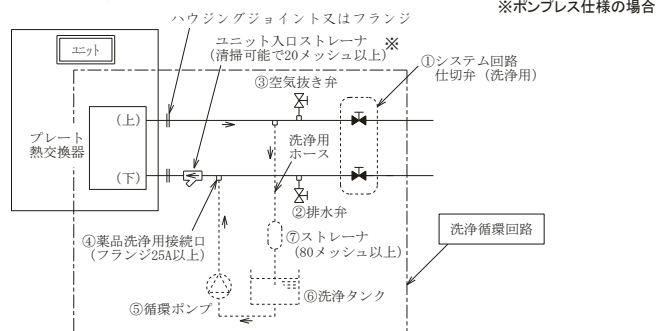 ※ポンプレス仕様の場合
ハウジングジョイント又はフランジ
ユニット
ユニット入口ストレーナ
(清掃可能で20メッシュ以上)※
①システム回路
仕切弁（洗浄用）
③空気抜き弁
(上)
プレート
熱交換器
洗浄用
ホース
(下)
②排水弁
④薬品洗浄用接続口
(フランジ25A以上)
⑦ストレーナ
(80メッシュ以上)
洗浄循環回路
⑤循環ポンプ
⑥洗浄タンク